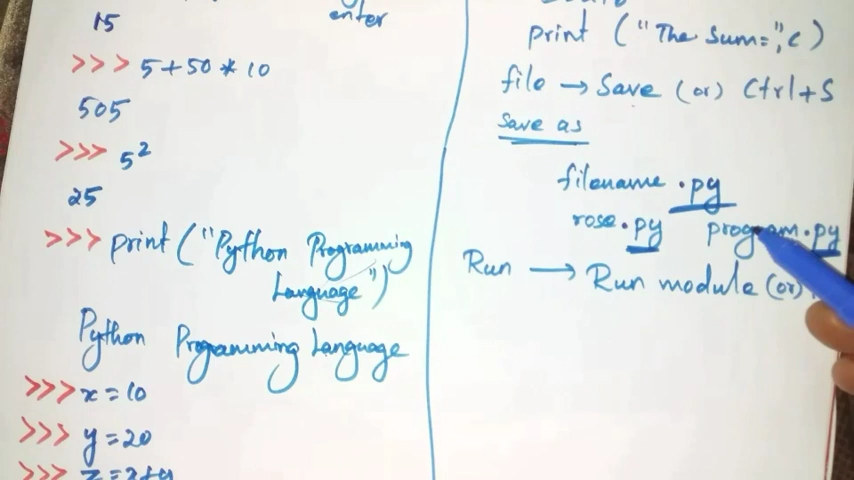 15
enter
>>> 5+50*10
505
>>> 5²
25
>>> print("Python Programming
Language")
Python Programming Language
>>> x=10
>>> y=20
>>>
print ("The Sum=",c)
file → Save (or) Ctrl+S
Save as
filename.py
rose.py program.py
Run → Run module (or)